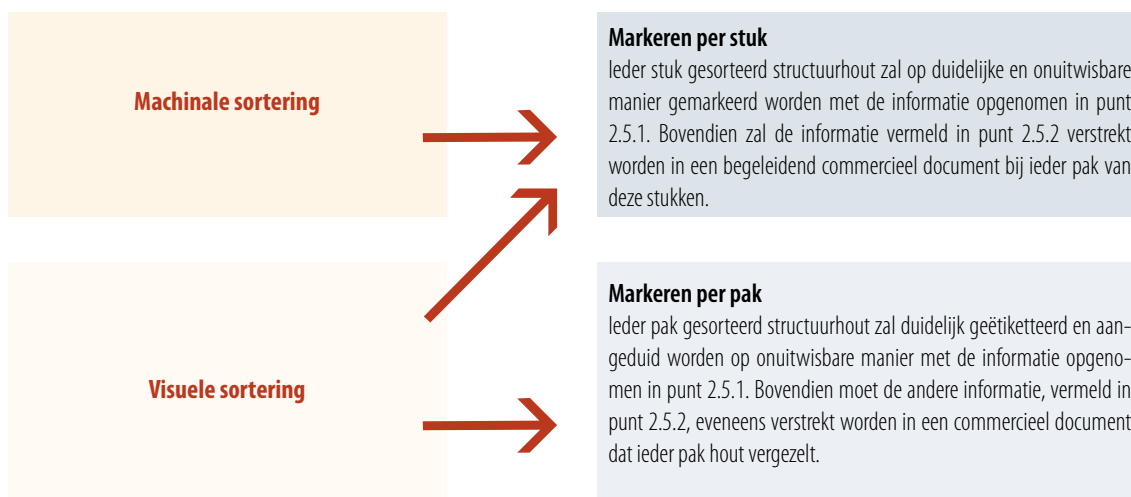 Machinale sortering
Markeren per stuk
Ieder stuk gesorteerd structuurhout zal op duidelijke en onuitwisbare
manier gemarkeerd worden met de informatie opgenomen in punt
2.5.1. Bovendien zal de informatie vermeld in punt 2.5.2 verstrekt
worden in een begeleidend commercieel document bij ieder pak van
deze stukken.
Visuele sortering
Markeren per pak
Ieder pak gesorteerd structuurhout zal duidelijk geëtiketteerd en aan-
geduid worden op onuitwisbare manier met de informatie opgeno-
men in punt 2.5.1. Bovendien moet de andere informatie, vermeld in
punt 2.5.2, eveneens verstrekt worden in een commercieel document
dat ieder pak hout vergezelt.